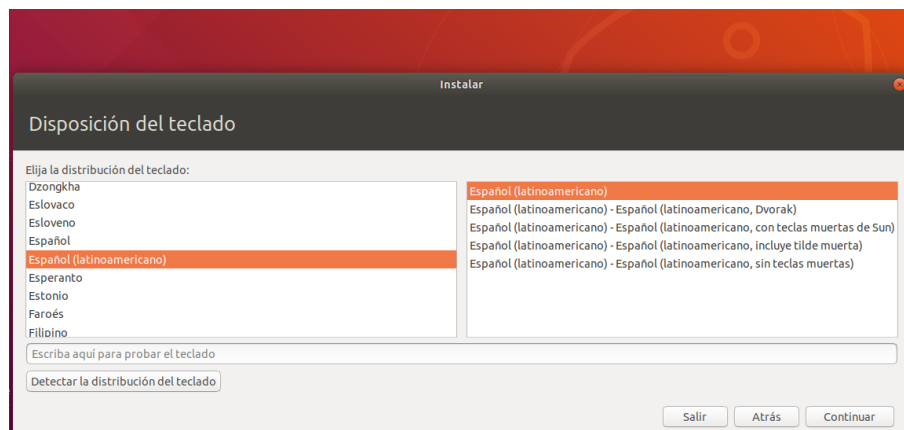 Instalar
Disposición del teclado
Elija la distribución del teclado:
Dzongkha
Eslovaco
Esloveno
Español
Español (latinoamericano)
Esperanto
Estonio
Faroés
Filipino
Español (latinoamericano)
Español (latinoamericano) - Español (latinoamericano, Dvorak)
Español (latinoamericano) - Español (latinoamericano, con teclas muertas de Sun)
Español (latinoamericano) - Español (latinoamericano, incluye tilde muerta)
Español (latinoamericano) - Español (latinoamericano, sin teclas muertas)
Escriba aquí para probar el teclado
Detectar la distribución del teclado
Salir
Atrás
Continuar